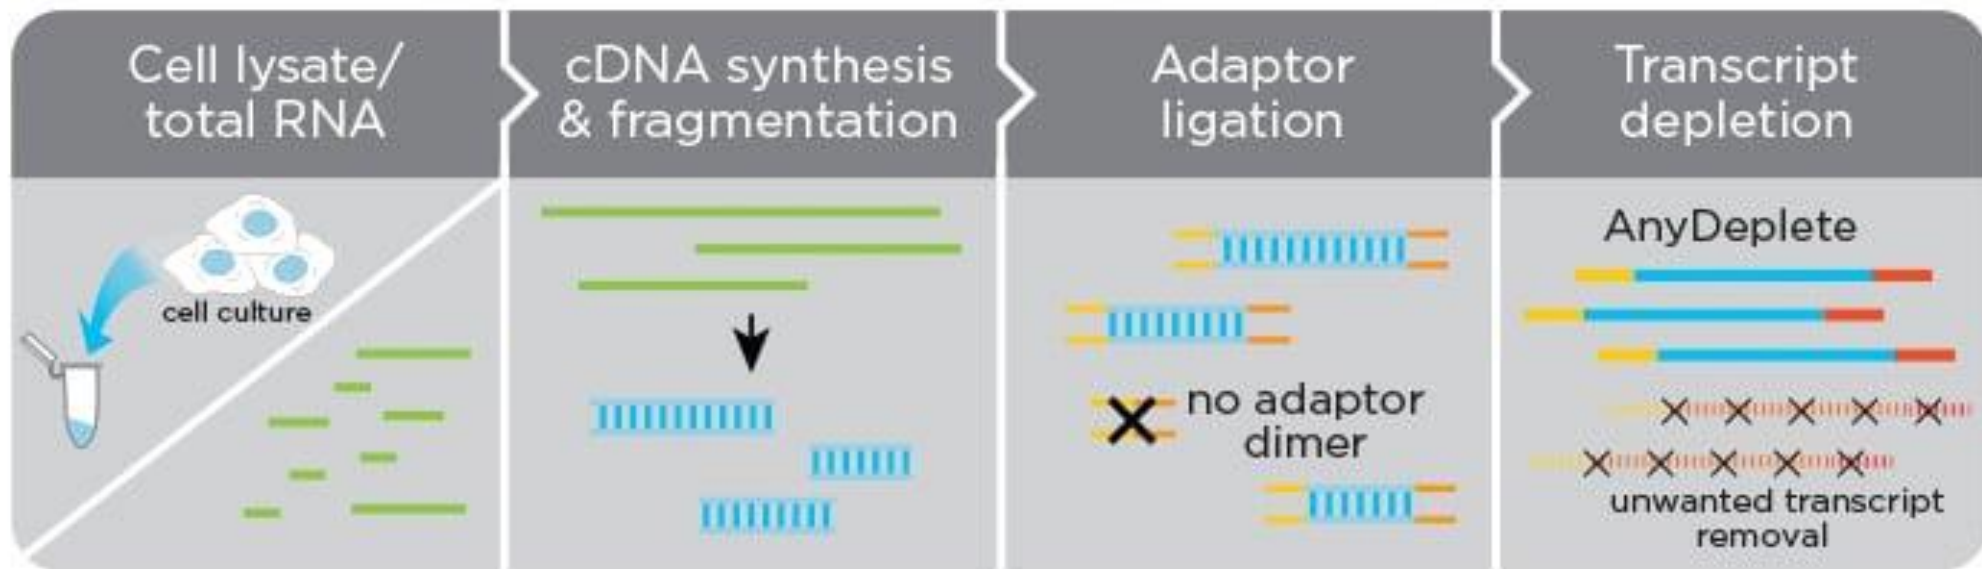 Cell lysate/
total RNA
cDNA synthesis
& fragmentation
Adaptor
ligation
Transcript
depletion
cell culture
no adaptor
dimer
AnyDeplete
unwanted transcript
removal